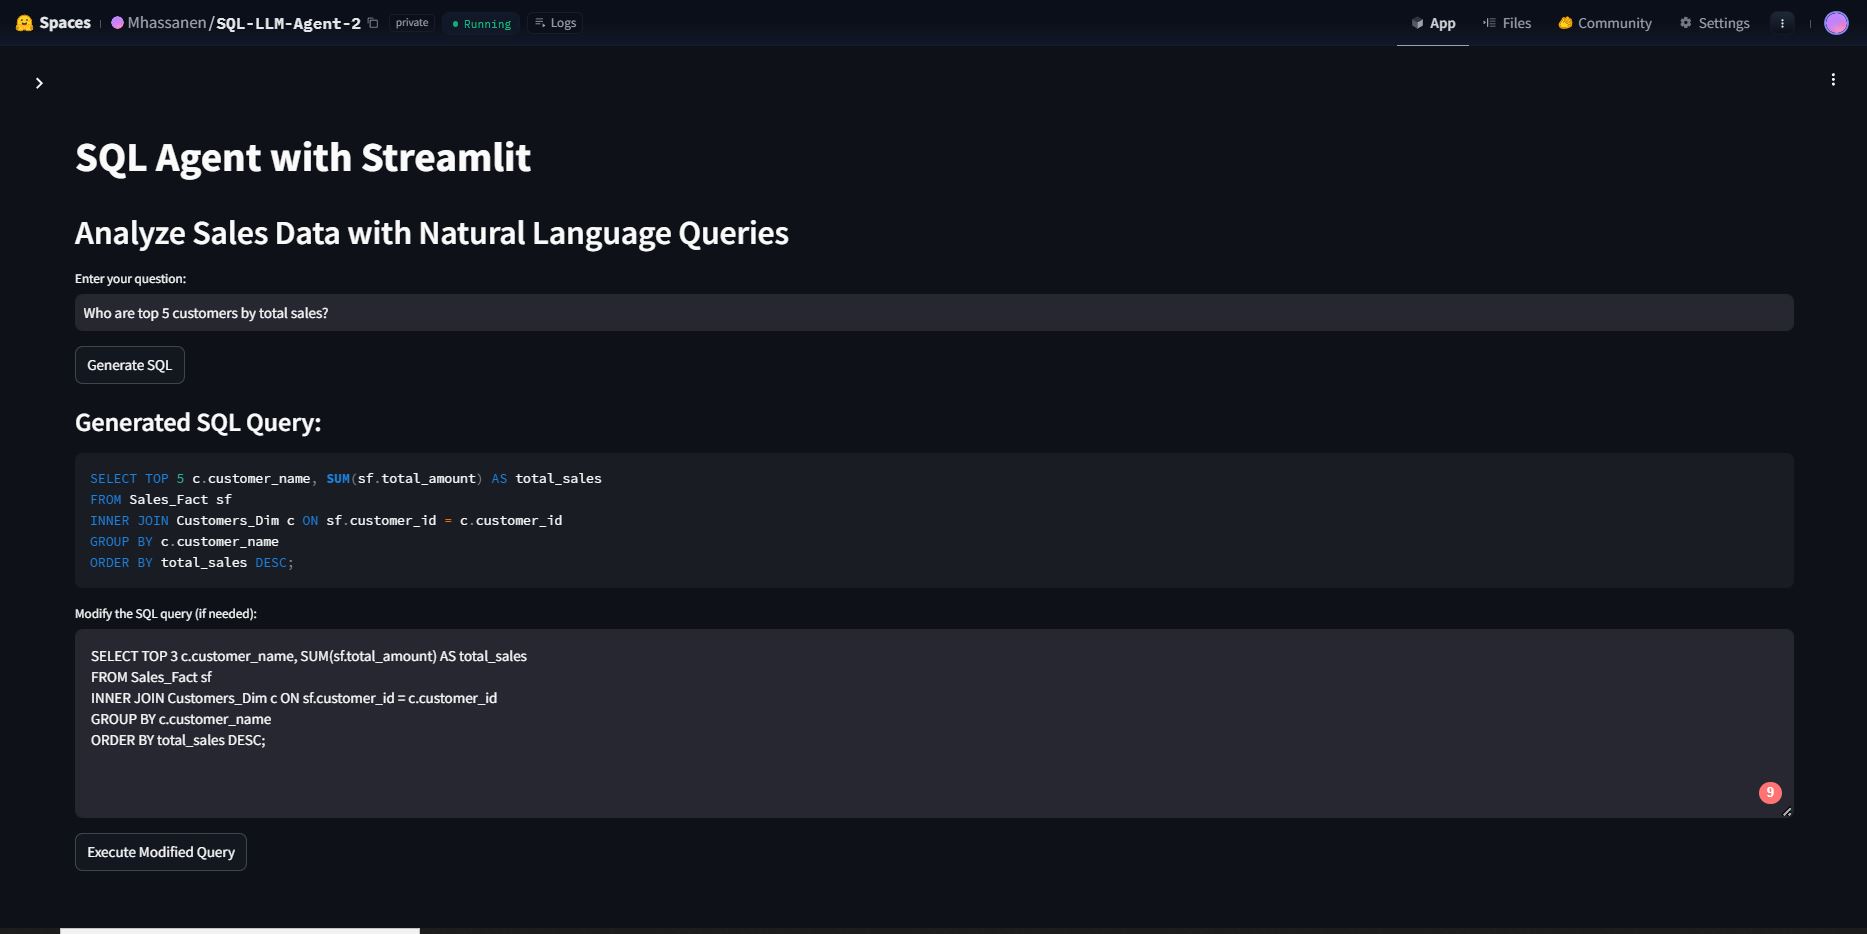 Spaces
Mhassanen/SQL-LLM-Agent-2
private
Running
Logs
App
Files
Community
Settings
SQL Agent with Streamlit
Analyze Sales Data with Natural Language Queries
Enter your question:
Who are top 5 customers by total sales?
Generate SQL
Generated SQL Query:
SELECT TOP 5 c.customer_name, SUM(sf.total_amount) AS total_sales
FROM Sales_Fact sf
INNER JOIN Customers_Dim c ON sf.customer_id = c.customer_id
GROUP BY c.customer_name
ORDER BY total_sales DESC;
Modify the SQL query (if needed):
SELECT TOP 3 c.customer_name, SUM(sf.total_amount) AS total_sales
FROM Sales_Fact sf
INNER JOIN Customers_Dim c ON sf.customer_id = c.customer_id
GROUP BY c.customer_name
ORDER BY total_sales DESC;
9
Execute Modified Query